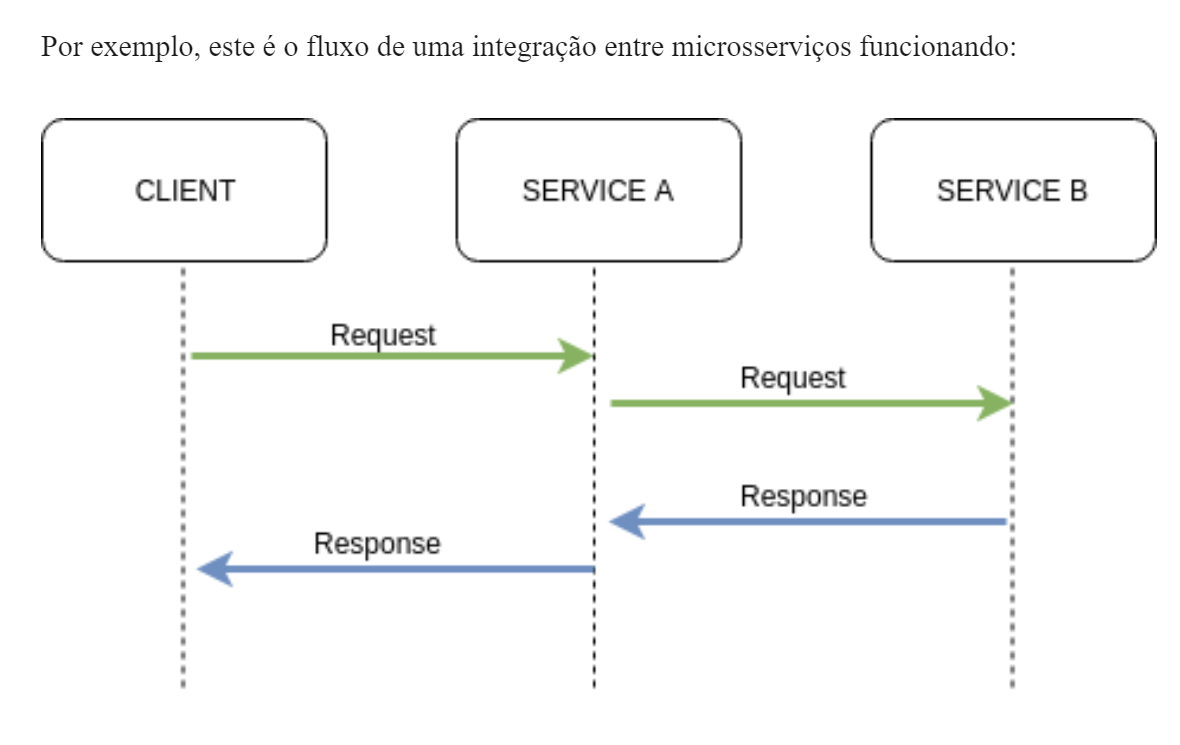 Por exemplo, este é o fluxo de uma integração entre microsserviços funcionando:
CLIENT
SERVICE A
SERVICE B
Request
Request
Response
Response